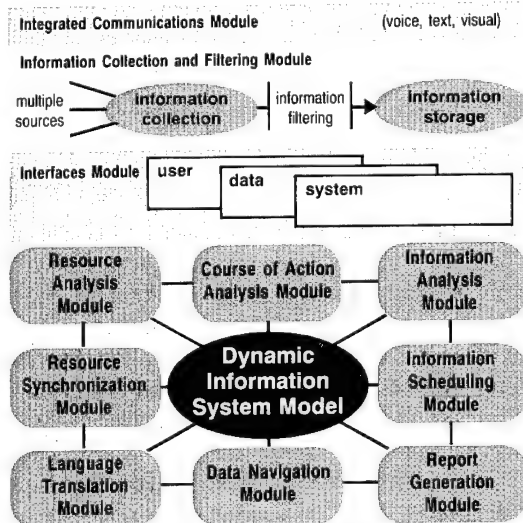 Integrated Communications Module (voice, text, visual)
Information Collection and Filtering Module
multiple
sources
information
collection
information
filtering
information
storage
Interfaces Module
user
data
system
Resource
Analysis
Module
Course of Action
Analysis Module
Information
Analysis
Module
Resource
Synchronization
Module
Dynamic
Information
System Model
Information
Scheduling
Module
Language
Translation
Module
Data Navigation
Module
Report
Generation
Module